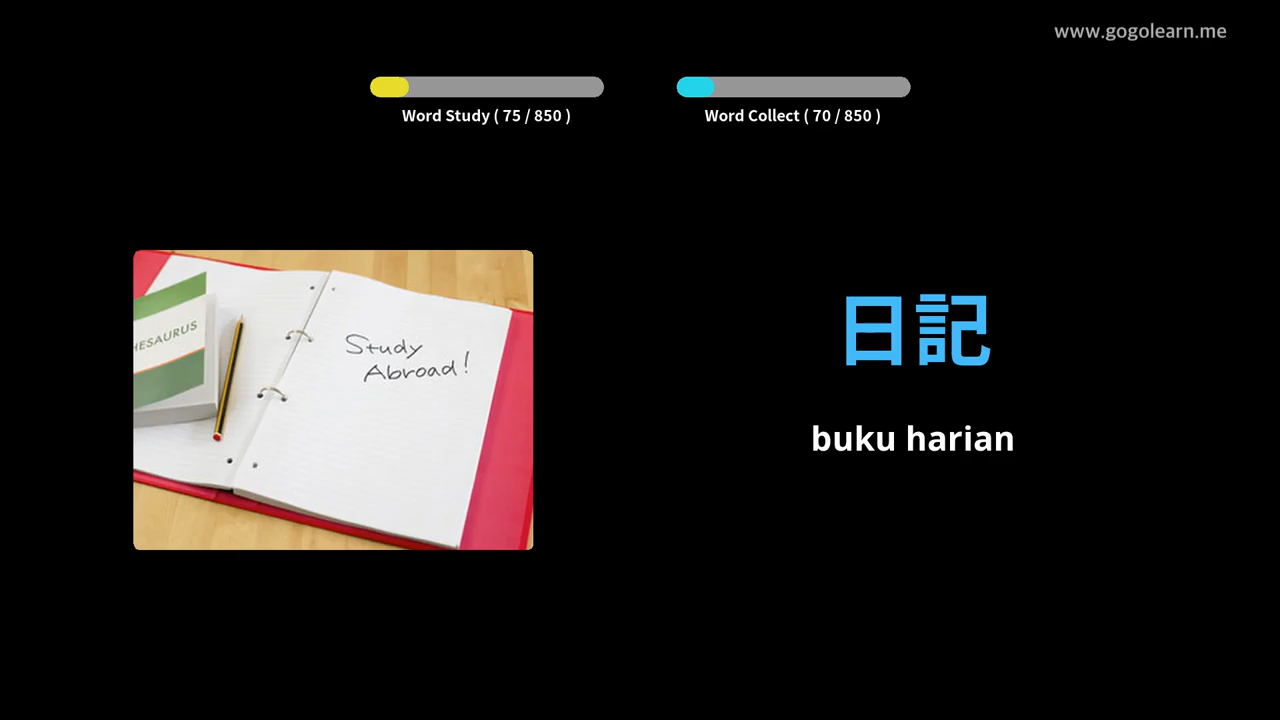 www.gogolearn.me
Word Study ( 75 / 850 )
Word Collect ( 70 / 850 )
HESAURUS
Study
Abroad!
日記
buku harian